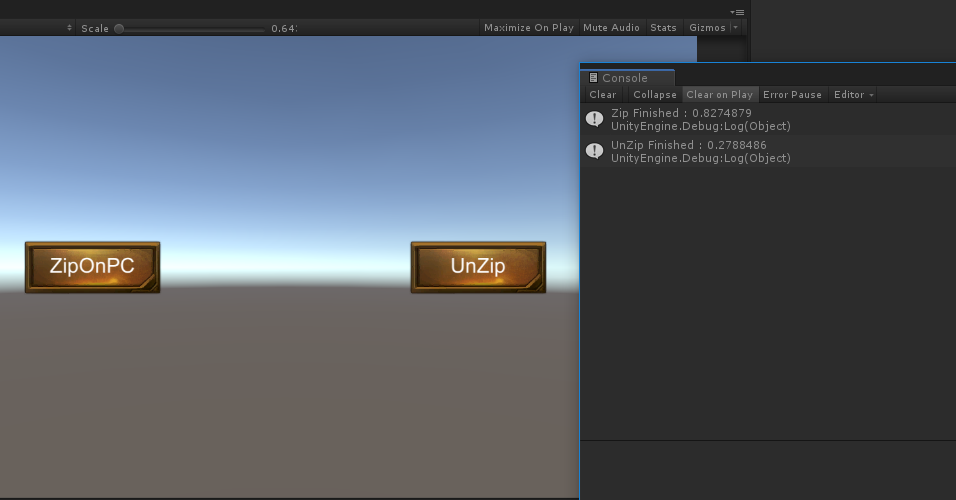 Scale 0.64
Maximize On Play Mute Audio Stats Gizmos
Console
Clear Collapse Clear on Play Error Pause Editor
Zip Finished : 0.8274879
UnityEngine.Debug:Log(Object)
UnZip Finished : 0.2788486
UnityEngine.Debug:Log(Object)
ZipOnPC UnZip